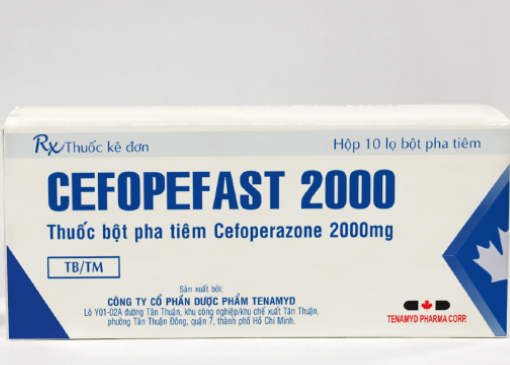 Rx Thuốc kê đơn
Hộp 10 lọ bột pha tiêm
CEFOPEFAST 2000
Thuốc bột pha tiêm Cefoperazone 2000mg
TB/TM
Sản xuất bởi:
CÔNG TY CỔ PHẦN DƯỢC PHẨM TENAMYD
Lô Y01-02A đường Tân Thuận, khu công nghiệp/khu chế xuất Tân Thuận,
phường Tân Thuận Đông, quận 7, thành phố Hồ Chí Minh.
TENAMYD PHARMA CORP.